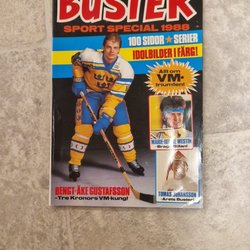 BUSTER
SPORT SPECIAL 1988
100 SIDOR ★ SERIER
IDOLBILDER I FÄRG!
Allt om
VM-
triumfen!
MARIE-HELENE WESTIN
BENGT-ÅKE GUSTAFSSON
-Tre Kronors VM-kung!
TOMAS JOHANSSON
-Årets Buster!